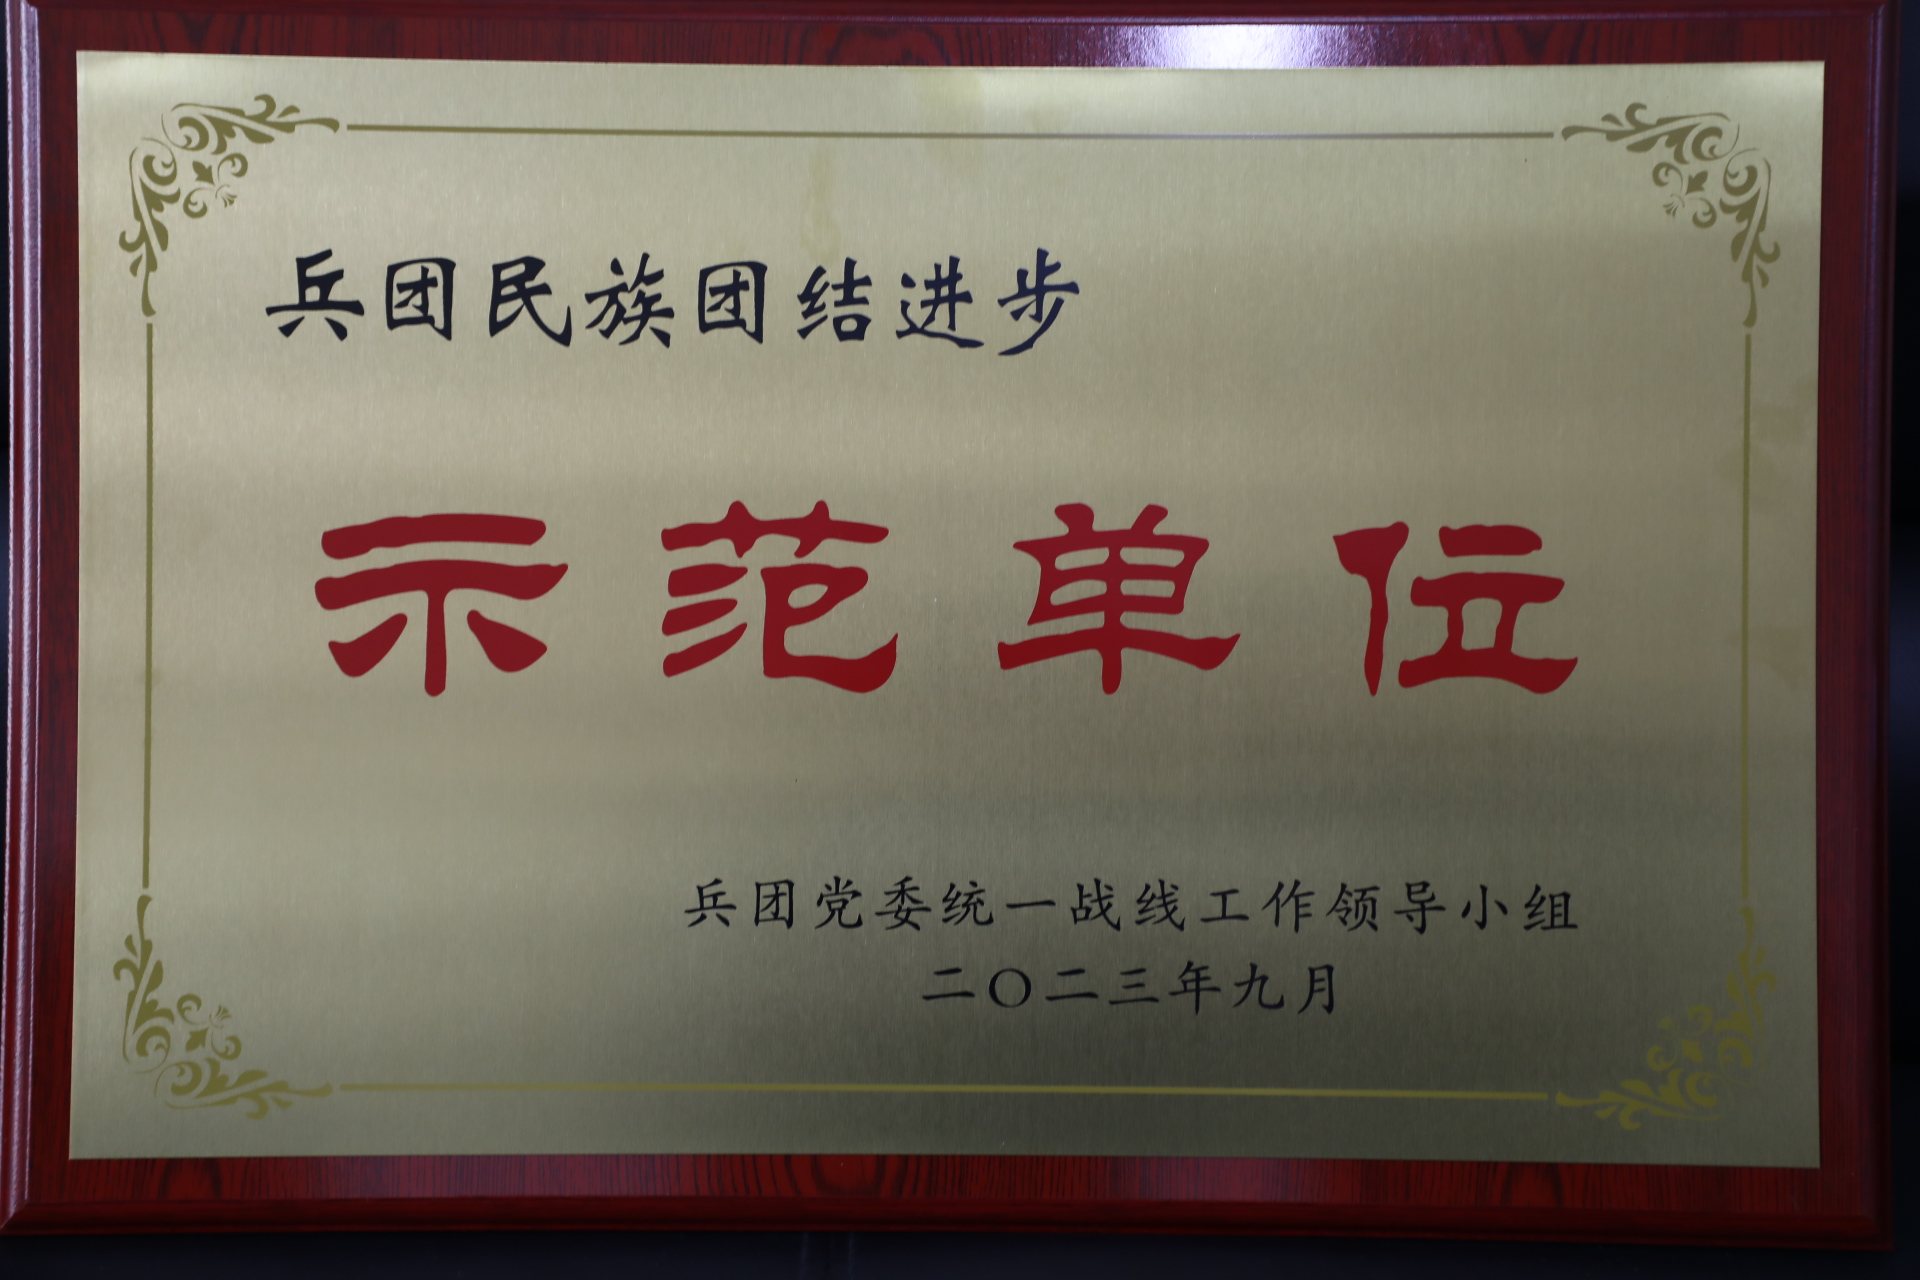 兵团民族团结进步
示范单位
兵团党委统一战线工作领导小组
二〇二三年九月